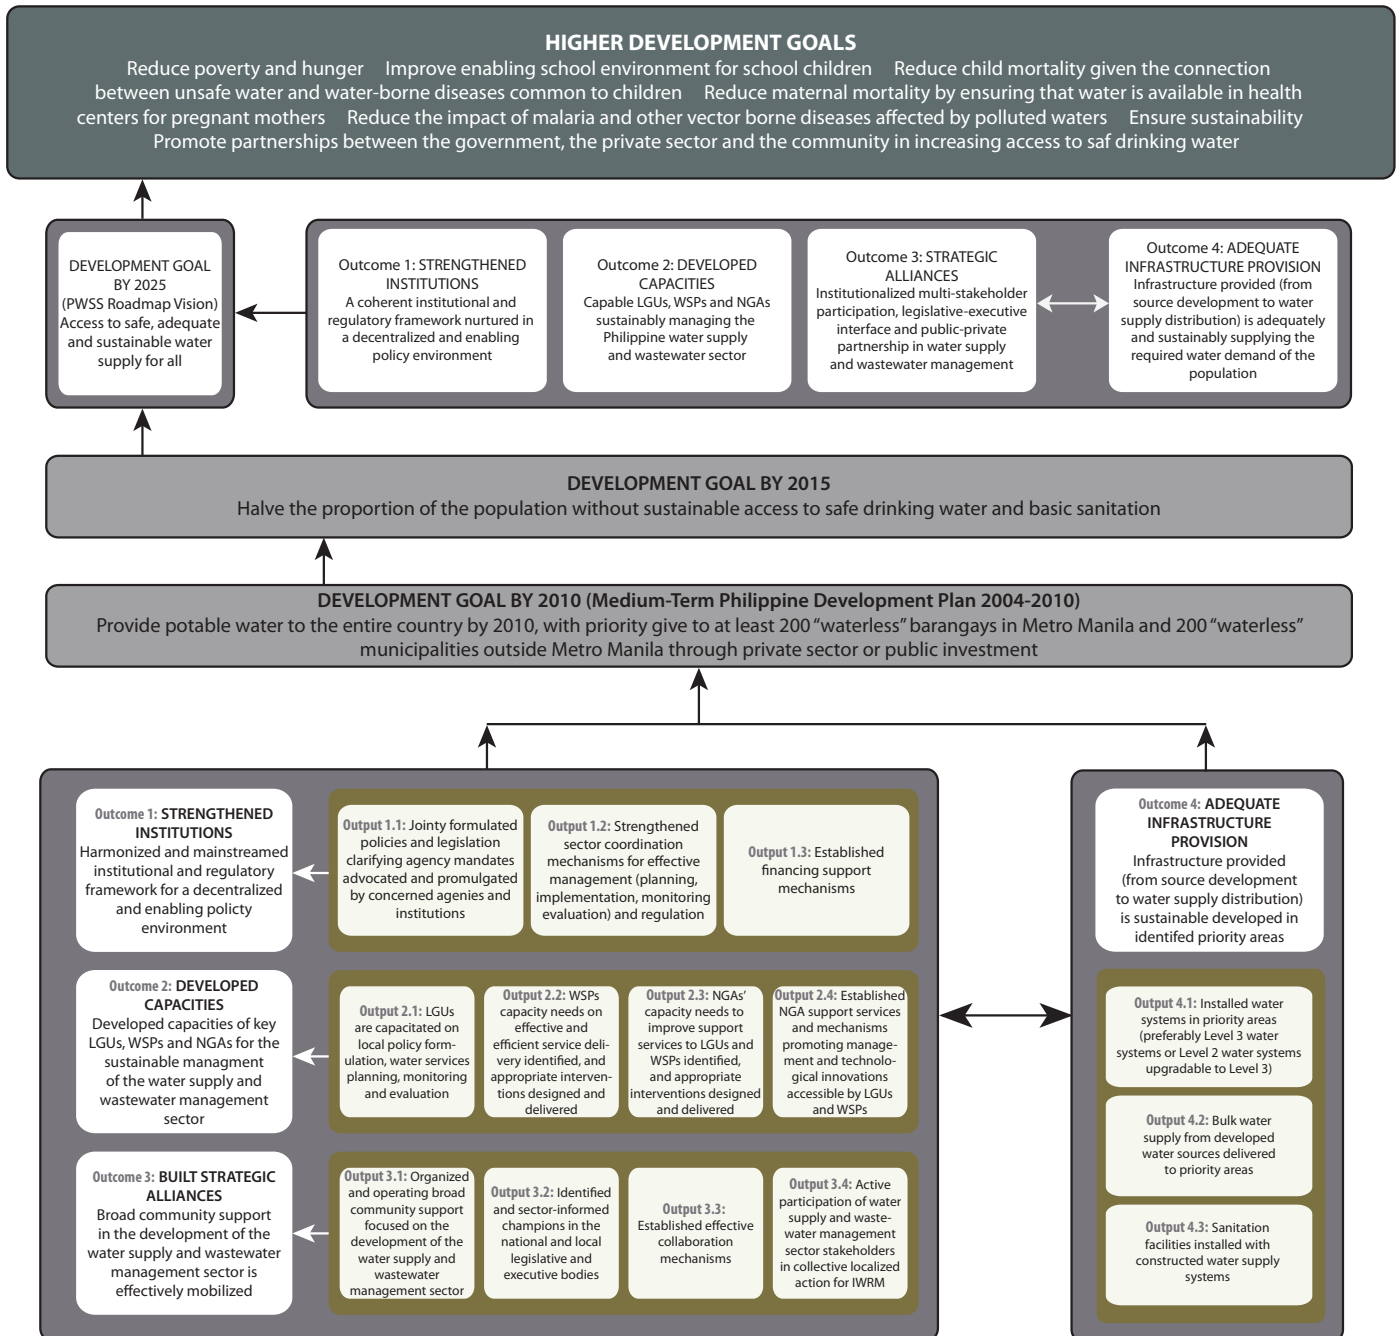 HIGHER DEVELOPMENT GOALS
Reduce poverty and hunger Improve enabling school environment for school children Reduce child mortality given the connection
between unsafe water and water-borne diseases common to children Reduce maternal mortality by ensuring that water is available in health
centers for pregnant mothers Reduce the impact of malaria and other vector borne diseases affected by polluted waters Ensure sustainability
Promote partnerships between the government, the private sector and the community in increasing access to saf drinking water
DEVELOPMENT GOAL
BY 2025
(PWSS Roadmap Vision)
Access to safe, adequate
and sustainable water
supply for all
Outcome 1: STRENGTHENED
INSTITUTIONS
A coherent institutional and
regulatory framework nurtured in
a decentralized and enabling
policy environment
Outcome 2: DEVELOPED
CAPACITIES
Capable LGUs, WSPs and NGAs
sustainably managing the
Philippine water supply
and wastewater sector
Outcome 3: STRATEGIC
ALLIANCES
Institutionalized multi-stakeholder
participation, legislative-executive
interface and public-private
partnership in water supply
and wastewater management
Outcome 4: ADEQUATE
INFRASTRUCTURE PROVISION
Infrastructure provided (from
source development to water
supply distribution) is adequately
and sustainably supplying the
required water demand of the
population
DEVELOPMENT GOAL BY 2015
Halve the proportion of the population without sustainable access to safe drinking water and basic sanitation
DEVELOPMENT GOAL BY 2010 (Medium-Term Philippine Development Plan 2004-2010)
Provide potable water to the entire country by 2010, with priority give to at least 200 “waterless” barangays in Metro Manila and 200 “waterless”
municipalities outside Metro Manila through private sector or public investment
Outcome 1: STRENGTHENED
INSTITUTIONS
Harmonized and mainstreamed
institutional and regulatory
framework for a decentralized
and enabling policty
environment
Output 1.1: Jointy formulated
policies and legislation
clarifying agency mandates
advocated and promulgated
by concerned agenies and
institutions
Output 1.2: Strengthened
sector coordination
mechanisms for effective
management (planning,
implementation, monitoring
evaluation) and regulation
Output 1.3: Established
financing support
mechanisms
Outcome 2: DEVELOPED
CAPACITIES
Developed capacities of key
LGUs, WSPs and NGAs for the
sustainable managment
of the water supply and
wastewater management
sector
Output 2.1: LGUs
are capacitated on
local policy form-
ulation, water services
planning, monitoring
and evaluation
Output 2.2: WSPs
capacity needs on
effective and
efficient service deli-
very identified, and
appropriate interven-
tions designed and
delivered
Output 2.3: NGAs’
capacity needs to
improve support
services to LGUs and
WSPs identified,
and appropriate
interventions designed
and delivered
Output 2.4: Established
NGA support services
and mechanisms
promoting manage-
ment and technolo-
gical innovations
accessible by LGUs
and WSPs
Outcome 3: BUILT STRATEGIC
ALLIANCES
Broad community support
in the development of the
water supply and wastewater
management sector is
effectively mobilized
Output 3.1: Organized
and operating broad
community support
focused on the
development of the
water supply and
wastewater
management sector
Output 3.2: Identified
and sector-informed
champions in the
national and local
legislative and
executive bodies
Output 3.3:
Established effective
collaboration
mechanisms
Output 3.4: Active
participation of water
supply and waste-
water management
sector stakeholders
in collective localized
action for IWRM
Outcome 4: ADEQUATE
INFRASTRUCTURE
PROVISION
Infrastructure provided
(from source development
to water supply distribution)
is sustainable developed in
identifed priority areas
Output 4.1: Installed water
systems in priority areas
(preferably Level 3 water
systems or Level 2 water systems
upgradable to Level 3)
Output 4.2: Bulk water
supply from developed
water sources delivered
to priority areas
Output 4.3: Sanitation
facilities installed with
constructed water supply
systems